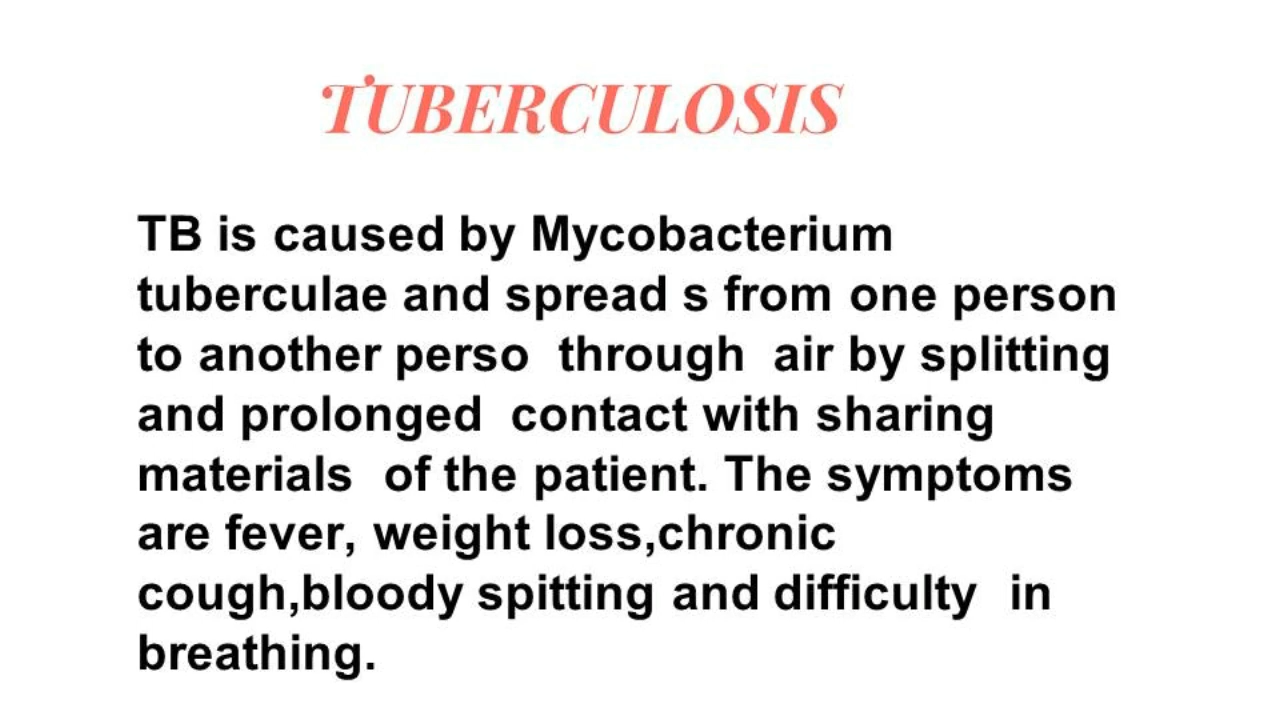 TUBERCULOSIS
TB is caused by Mycobacterium
tuberculae and spread s from one person
to another perso through air by splitting
and prolonged contact with sharing
materials of the patient. The symptoms
are fever, weight loss,chronic
cough,bloody spitting and difficulty in
breathing.